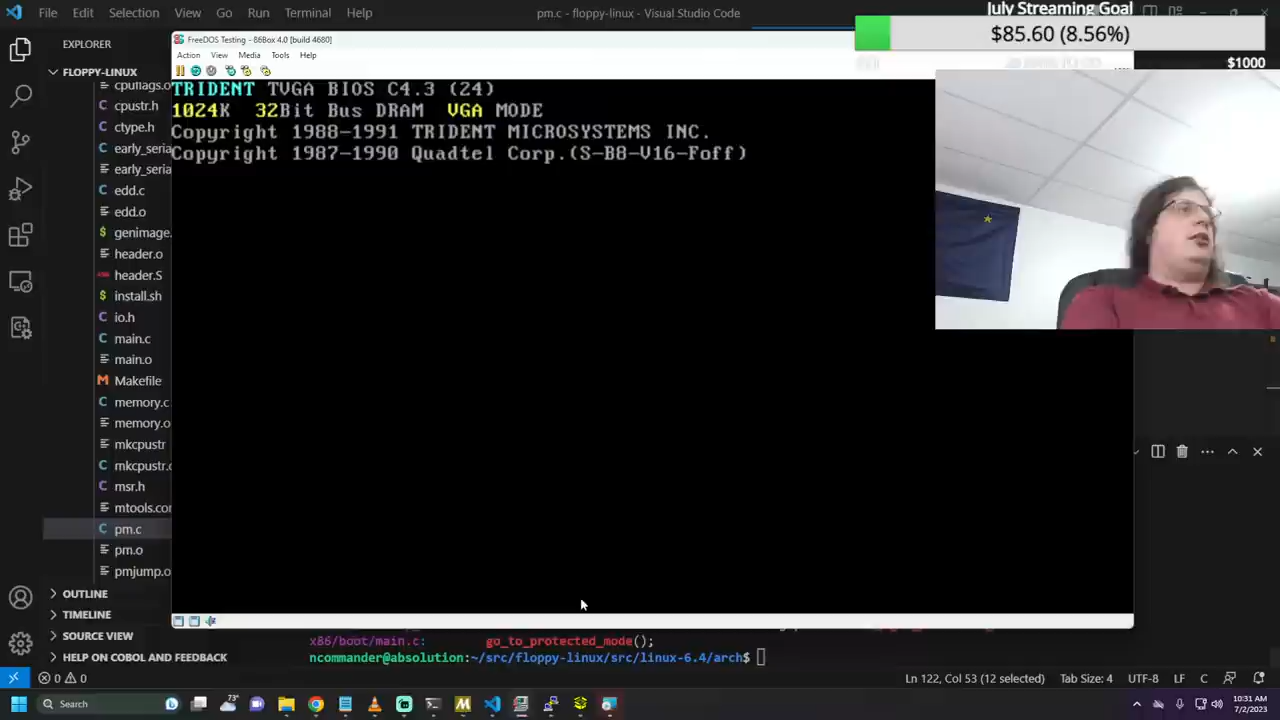 File Edit Selection View Go Run Terminal Help
pm.c - floppy-linux - Visual Studio Code
July Streaming Goal
$85.60 (8.56%)
$1000
EXPLORER
FLOPPY-LINUX
cpuflags.c
cpustr.h
ctype.h
early_seria
early_seria
edd.c
edd.o
genimage.
header.o
header.S
install.sh
io.h
main.c
main.o
Makefile
memory.c
memory.o
mkcpustr
mkcpustr.c
msr.h
mtools.con
pm.c
pm.o
pmjump.o
OUTLINE
TIMELINE
SOURCE VIEW
HELP ON COBOL AND FEEDBACK
FreeDOS Testing - 86Box 4.0 [build 4680]
Action View Media Tools Help
TRIDENT TVGA BIOS C4.3 (24)
1024K 32Bit Bus DRAM VGA MODE
Copyright 1988-1991 TRIDENT MICROSYSTEMS INC.
Copyright 1987-1990 Quadtel Corp.(S-B8-V16-Foff)
x86/boot/main.c: go_to_protected_mode();
ncommander@absolution:~/src/floppy-linux/src/linux-6.4/arch$
0 0
Ln 122, Col 53 (12 selected) Tab Size: 4 UTF-8 LF C
Search
73°
10:31 AM
7/2/2023